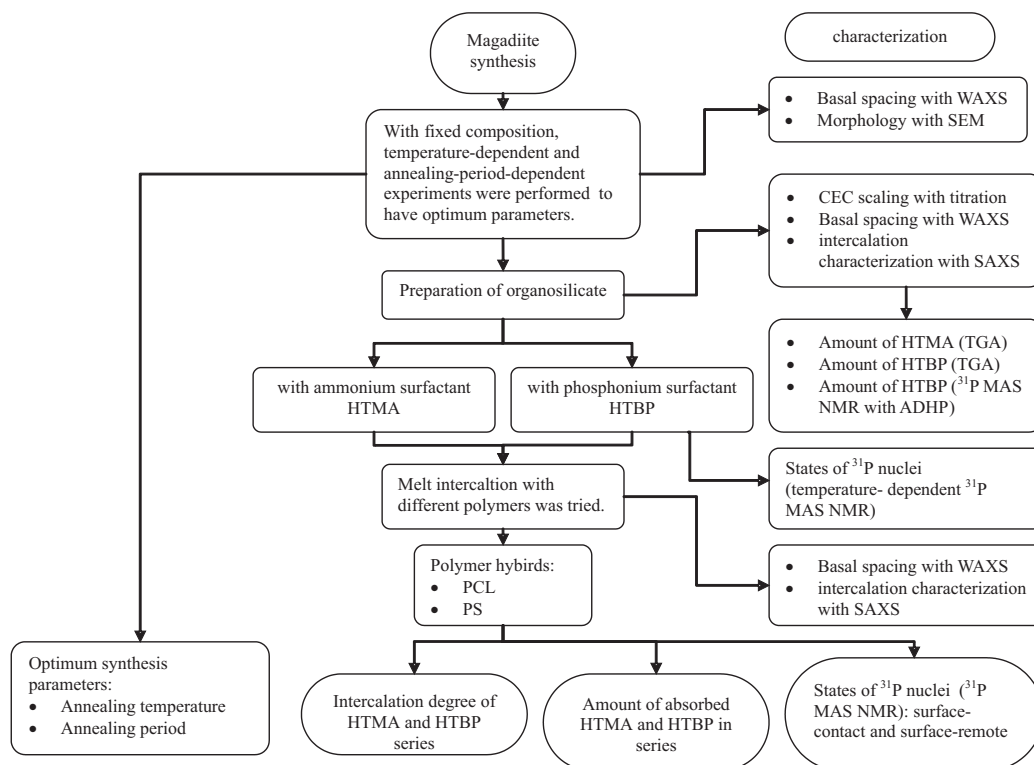 Magadiite
synthesis
characterization
With fixed composition,
temperature-dependent and
annealing-period-dependent
experiments were performed to
have optimum parameters.
• Basal spacing with WAXS
• Morphology with SEM
Preparation of organosilicate
• CEC scaling with titration
• Basal spacing with WAXS
• intercalation
characterization with SAXS
with ammonium surfactant
HTMA
with phosphonium surfactant
HTBP
• Amount of HTMA (TGA)
• Amount of HTBP (TGA)
• Amount of HTBP (³¹P MAS
NMR with ADHP)
Melt intercaltion with
different polymers was tried.
States of ³¹P nuclei
(temperature- dependent ³¹P
MAS NMR)
Polymer hybirds:
• PCL
• PS
• Basal spacing with WAXS
• intercalation characterization
with SAXS
Optimum synthesis
parameters:
• Annealing temperature
• Annealing period
Intercalation degree of
HTMA and HTBP
series
Amount of absorbed
HTMA and HTBP in
series
States of ³¹P nuclei (³¹P
MAS NMR): surface-
contact and surface-remote